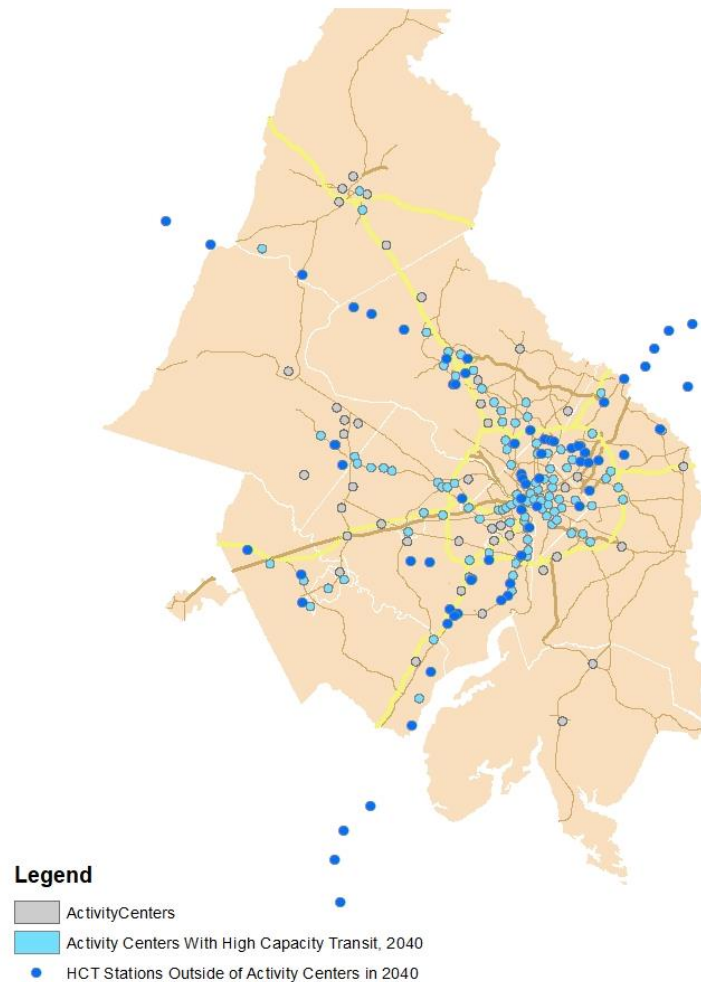 Legend
ActivityCenters
Activity Centers With High Capacity Transit, 2040
HCT Stations Outside of Activity Centers in 2040